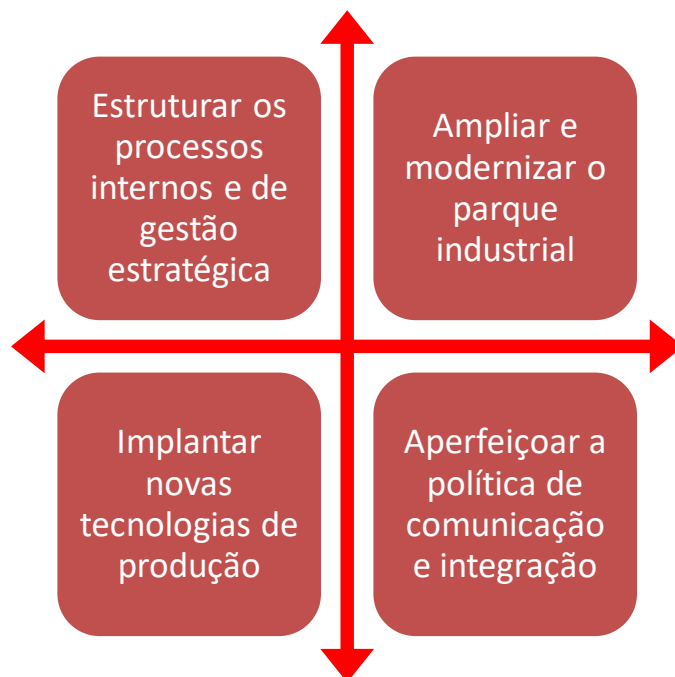 Estruturar os
processos
internos e de
gestão
estratégica
Ampliar e
modernizar o
parque
industrial
Implantar
novas
tecnologias de
produção
Aperfeiçoar a
política de
comunicação
e integração